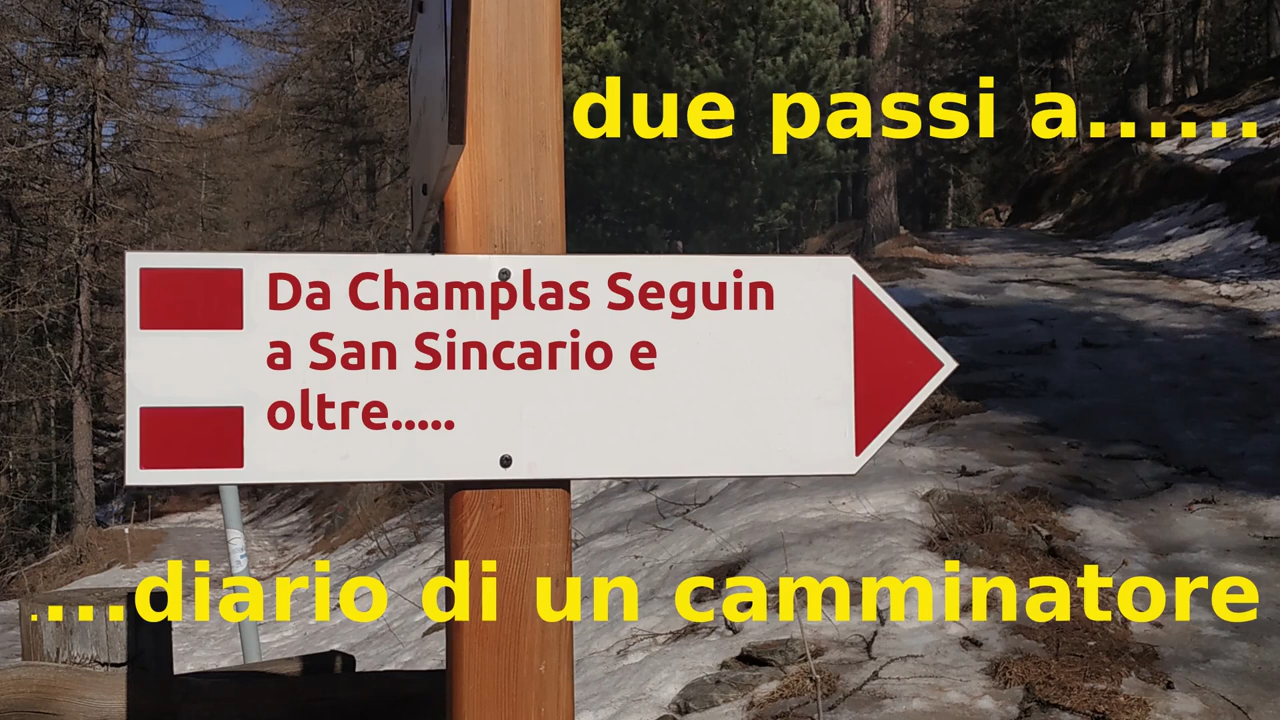 due passi a......
Da Champlas Seguin
a San Sincario e
oltre.....
....diario di un camminatore